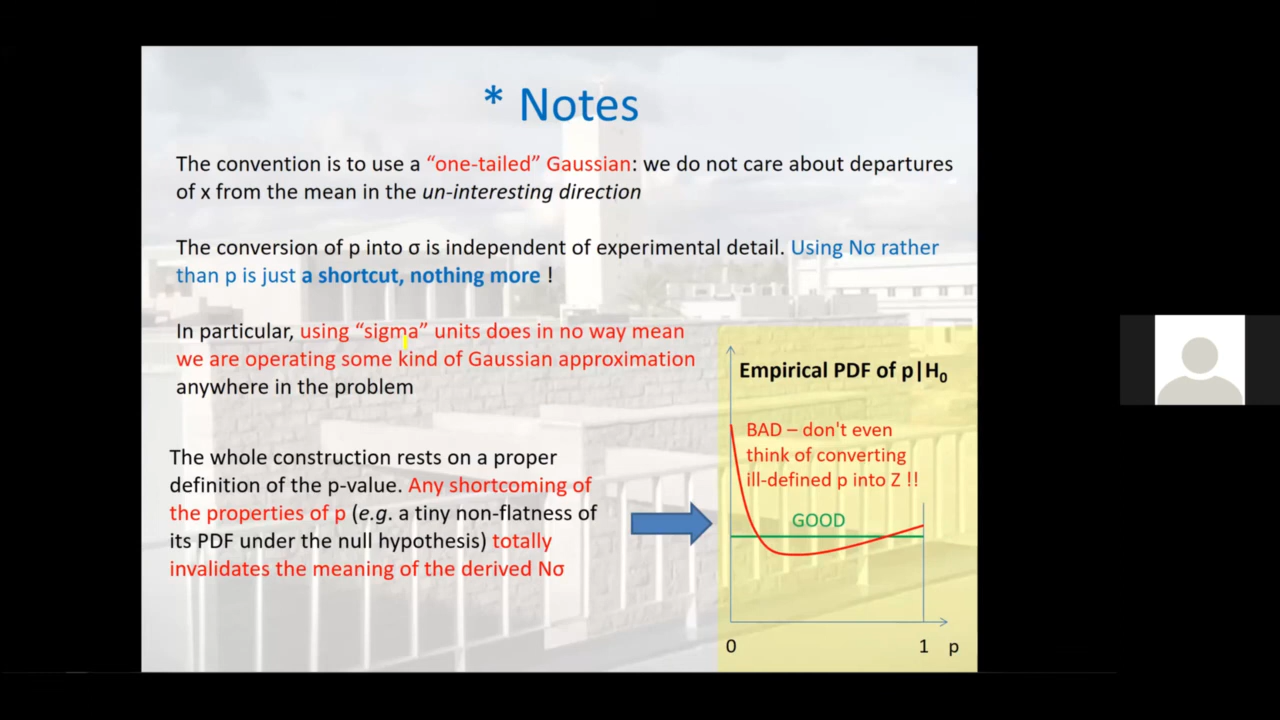 * Notes
The convention is to use a “one-tailed” Gaussian: we do not care about departures
of x from the mean in the un-interesting direction
The conversion of p into σ is independent of experimental detail. Using Nσ rather
than p is just a shortcut, nothing more !
In particular, using “sigma” units does in no way mean
we are operating some kind of Gaussian approximation
anywhere in the problem
The whole construction rests on a proper
definition of the p-value. Any shortcoming of
the properties of p (e.g. a tiny non-flatness of
its PDF under the null hypothesis) totally
invalidates the meaning of the derived Nσ
Empirical PDF of p|H₀
BAD – don't even
think of converting
ill-defined p into Z !!
GOOD
0 1 p